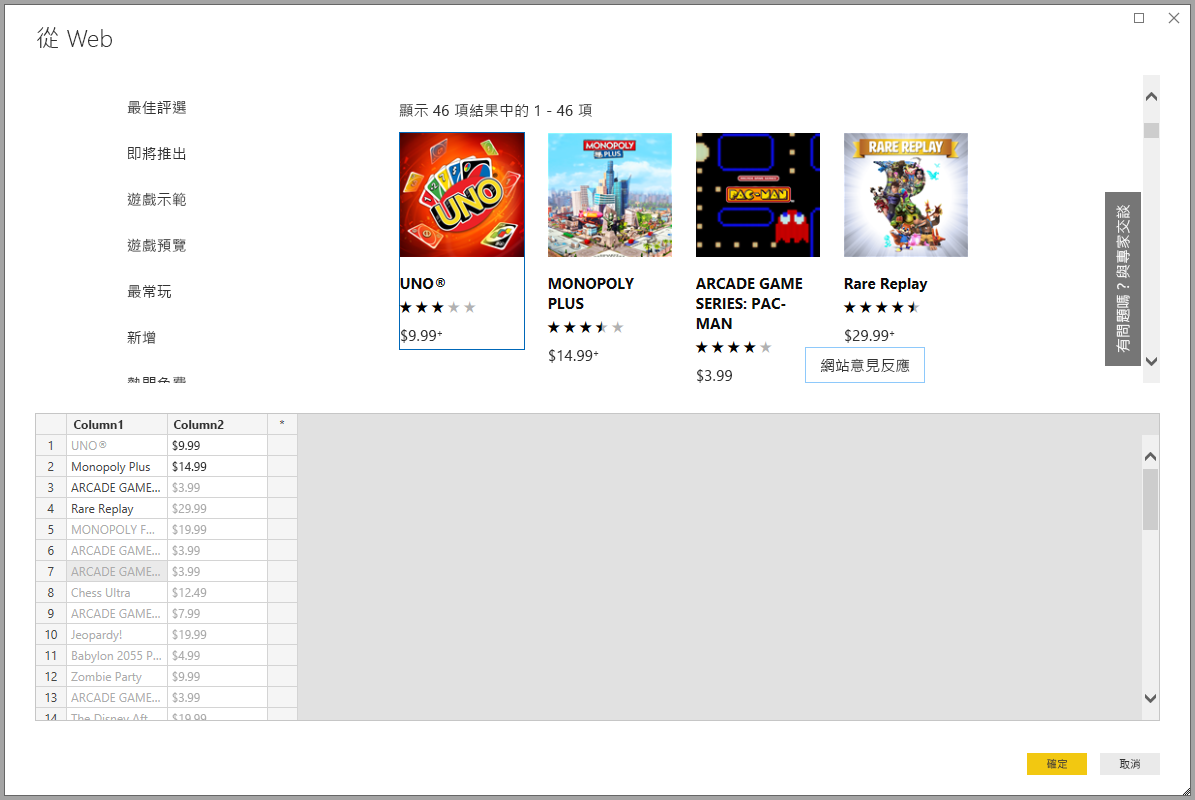 從 Web
最佳評選
即將推出
遊戲示範
遊戲預覽
最常玩
新增
熱門免費
顯示 46 項結果中的 1 - 46 項
UNO
UNO®
$9.99+
MONOPOLY
PLUS
MONOPOLY
PLUS
$14.99+
PAC-MAN
ARCADE GAME
SERIES: PAC-
MAN
$3.99
RARE REPLAY
Rare Replay
$29.99+
網站意見反應
有問題嗎？與專家交談
Column1 Column2 *
1 UNO® $9.99
2 Monopoly Plus $14.99
3 ARCADE GAME... $3.99
4 Rare Replay $29.99
5 MONOPOLY F... $19.99
6 ARCADE GAME... $3.99
7 ARCADE GAME... $3.99
8 Chess Ultra $12.49
9 ARCADE GAME... $7.99
10 Jeopardy! $19.99
11 Babylon 2055 P... $4.99
12 Zombie Party $9.99
13 ARCADE GAME... $3.99
14 The Disney Aft... $19.99
確定 取消